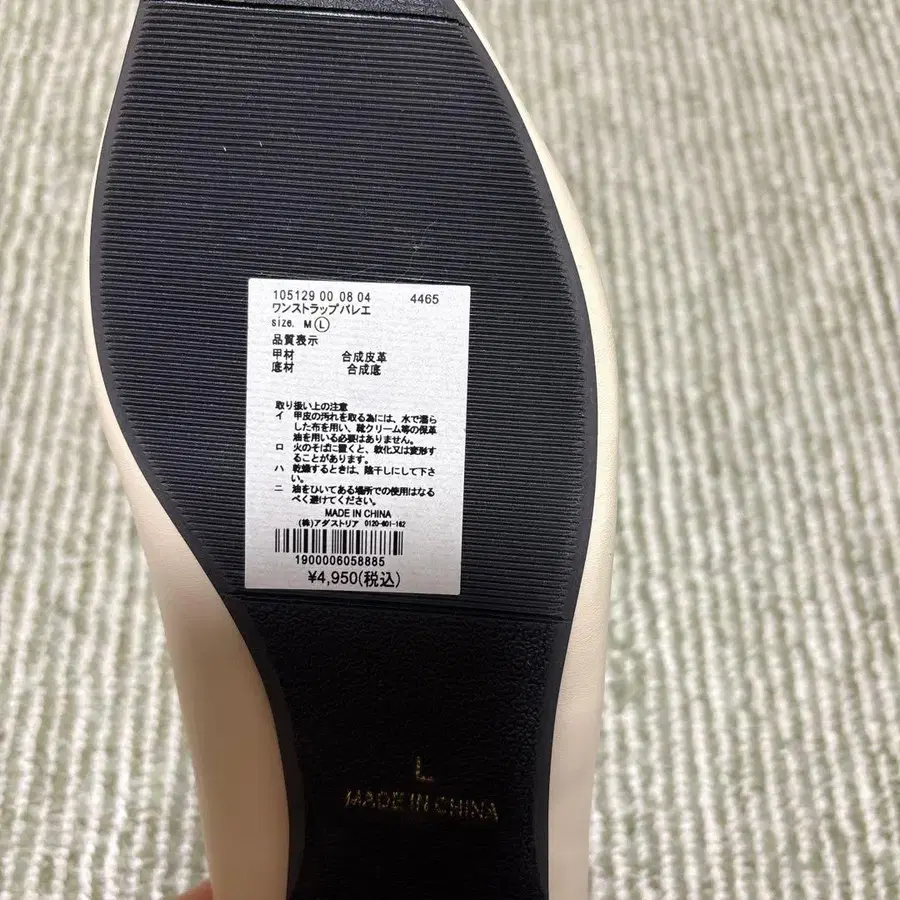 105129 00 08 04 4465
ワンストラップバレエ
size. M Ⓛ
品質表示
甲材 合成皮革
底材 合成底
取り扱い上の注意
イ 甲皮の汚れを取る為には、水で濡ら
した布を用い、靴クリーム等の保革
油を用いる必要はありません。
ロ 火のそばに置くと、軟化又は変形す
ることがあります。
ハ 乾燥するときは、陰干しにして下さ
い。
ニ 油をひいてある場所での使用はなる
べく避けてください。
MADE IN CHINA
(株)アダストリア 0120-601-162
1900006058885
¥4,950(税込)
L
MADE IN CHINA